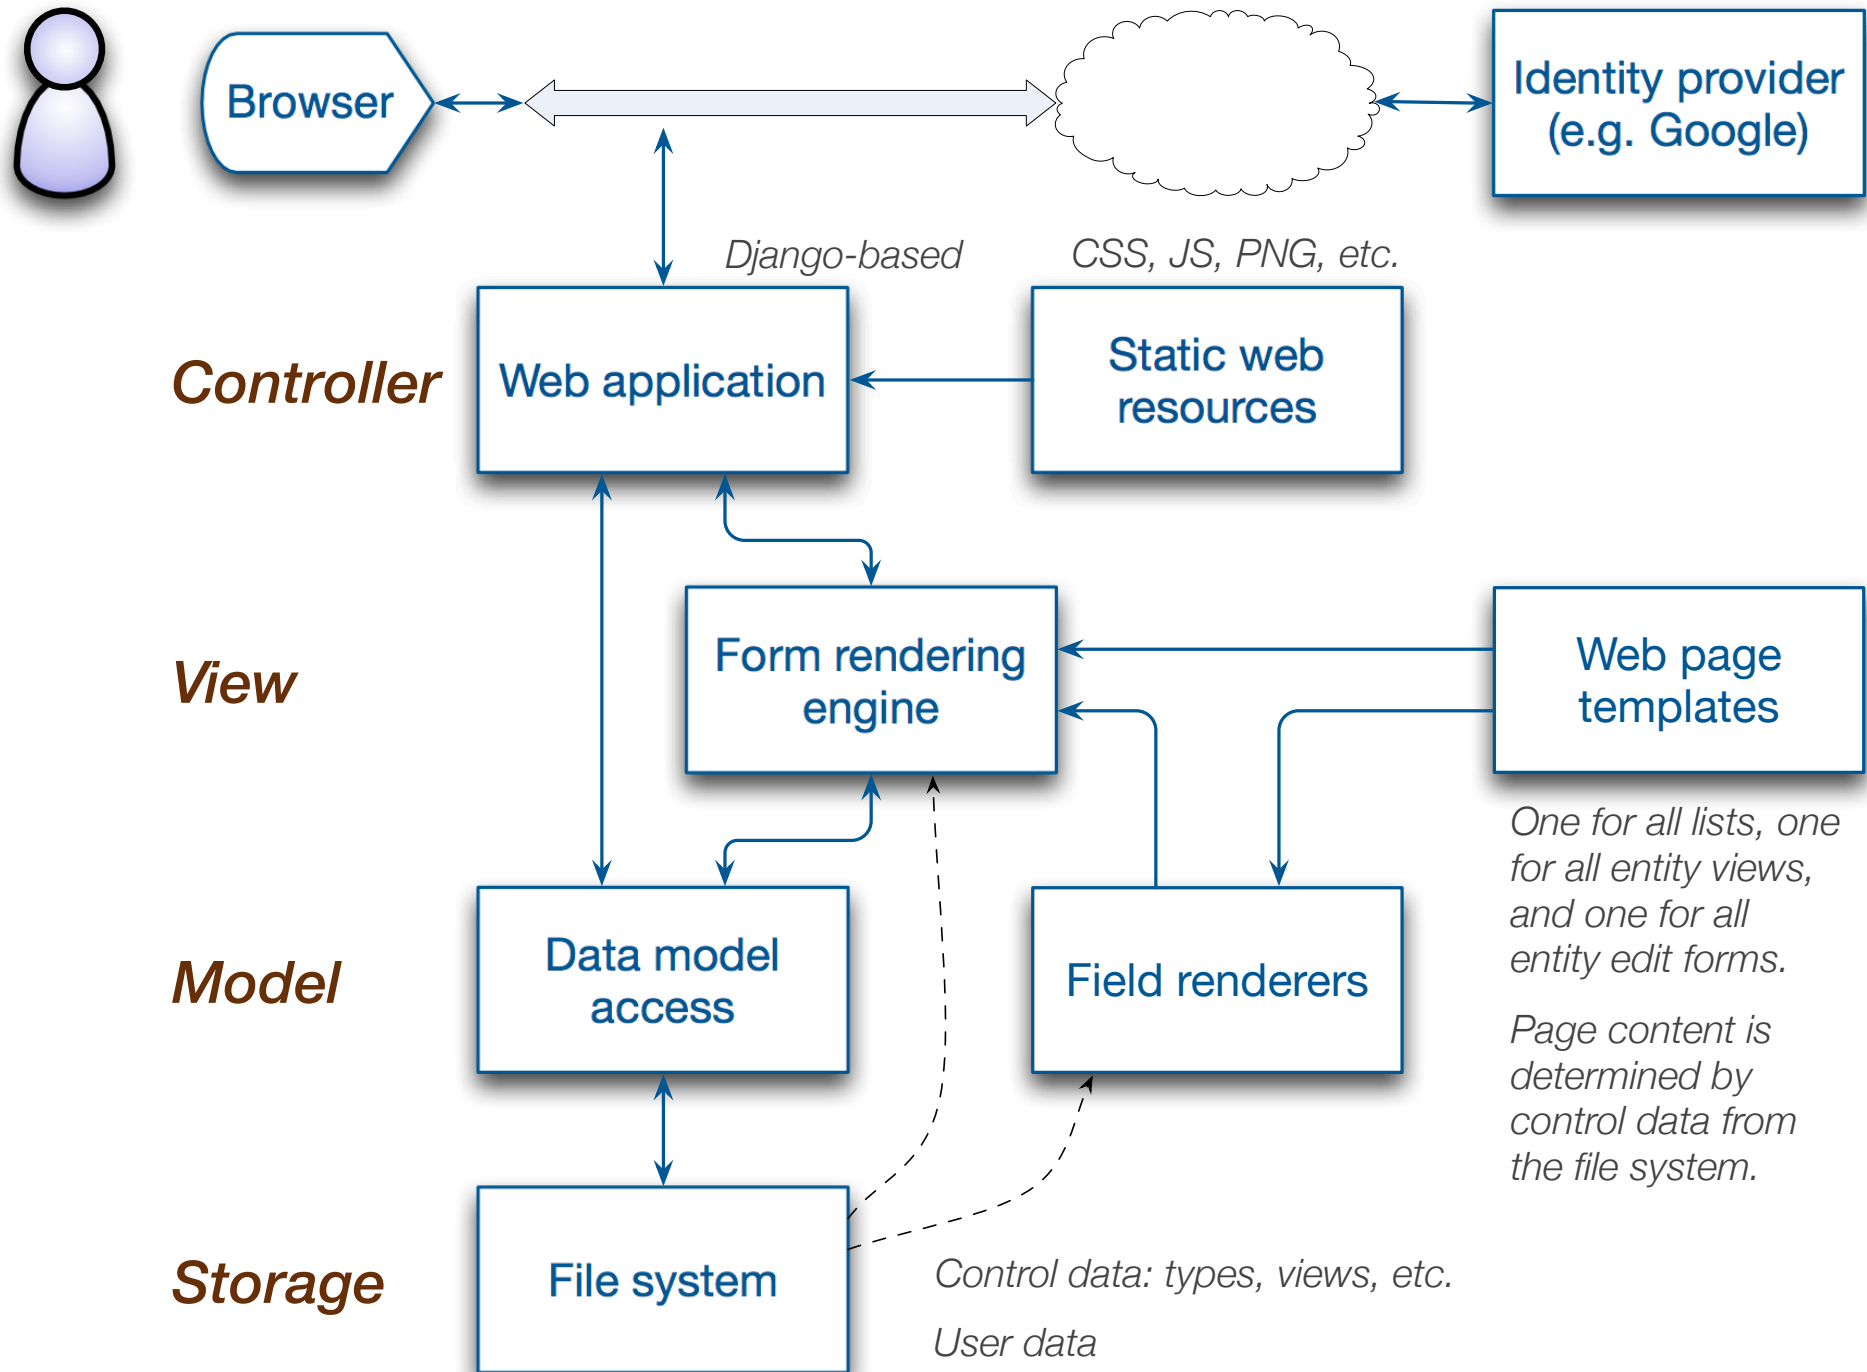 Browser
Identity provider
(e.g. Google)
Django-based
CSS, JS, PNG, etc.
Controller
Web application
Static web
resources
View
Form rendering
engine
Web page
templates
One for all lists, one
for all entity views,
and one for all
entity edit forms.
Page content is
determined by
control data from
the file system.
Model
Data model
access
Field renderers
Storage
File system
Control data: types, views, etc.
User data